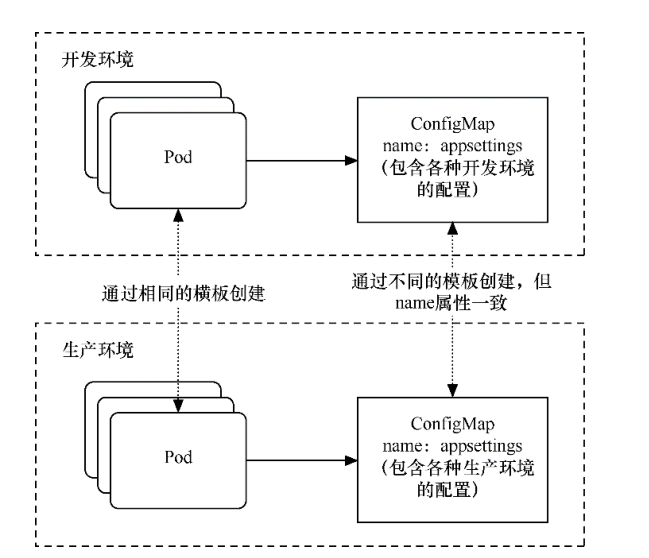 开发环境
Pod
ConfigMap
name: appsettings
（包含各种开发环境
的配置）
通过相同的横板创建
通过不同的模板创建，但
name属性一致
生产环境
Pod
ConfigMap
name: appsettings
（包含各种生产环境
的配置）